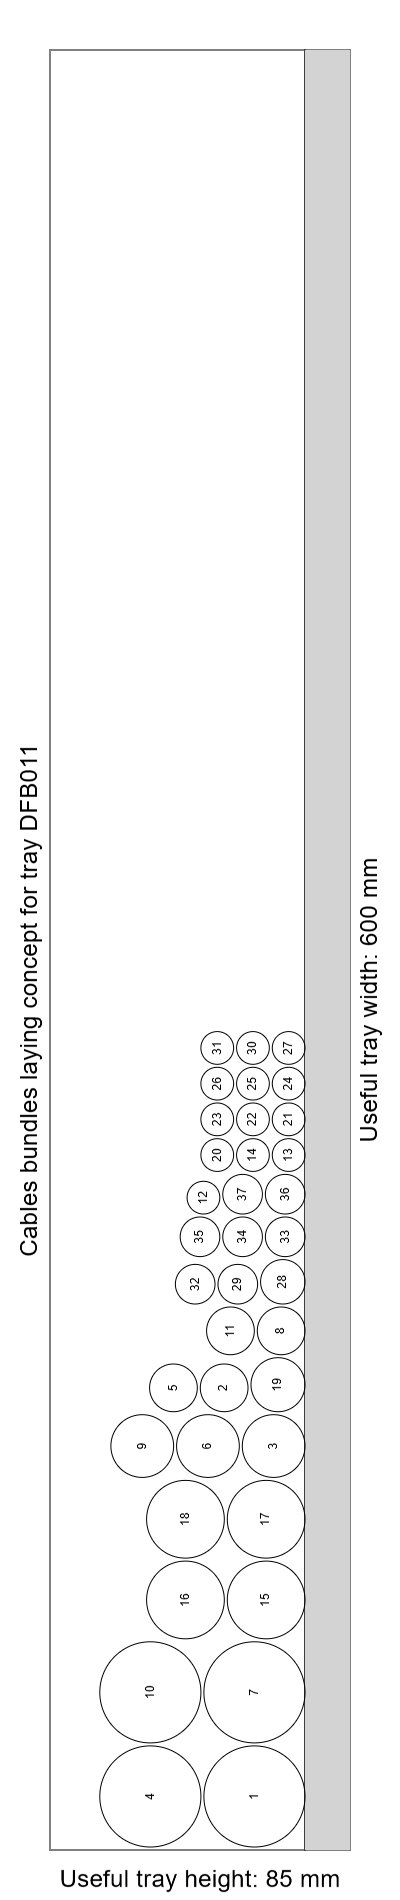 Cables bundles laying concept for tray DFB011
31 30 27
26 25 24
23 22 21
20 14 13
12 37 36
35 34 33
32 29 28
11 8
5 2 19
9 6 3
18 17
16 15
10 7
4 1
Useful tray width: 600 mm
Useful tray height: 85 mm